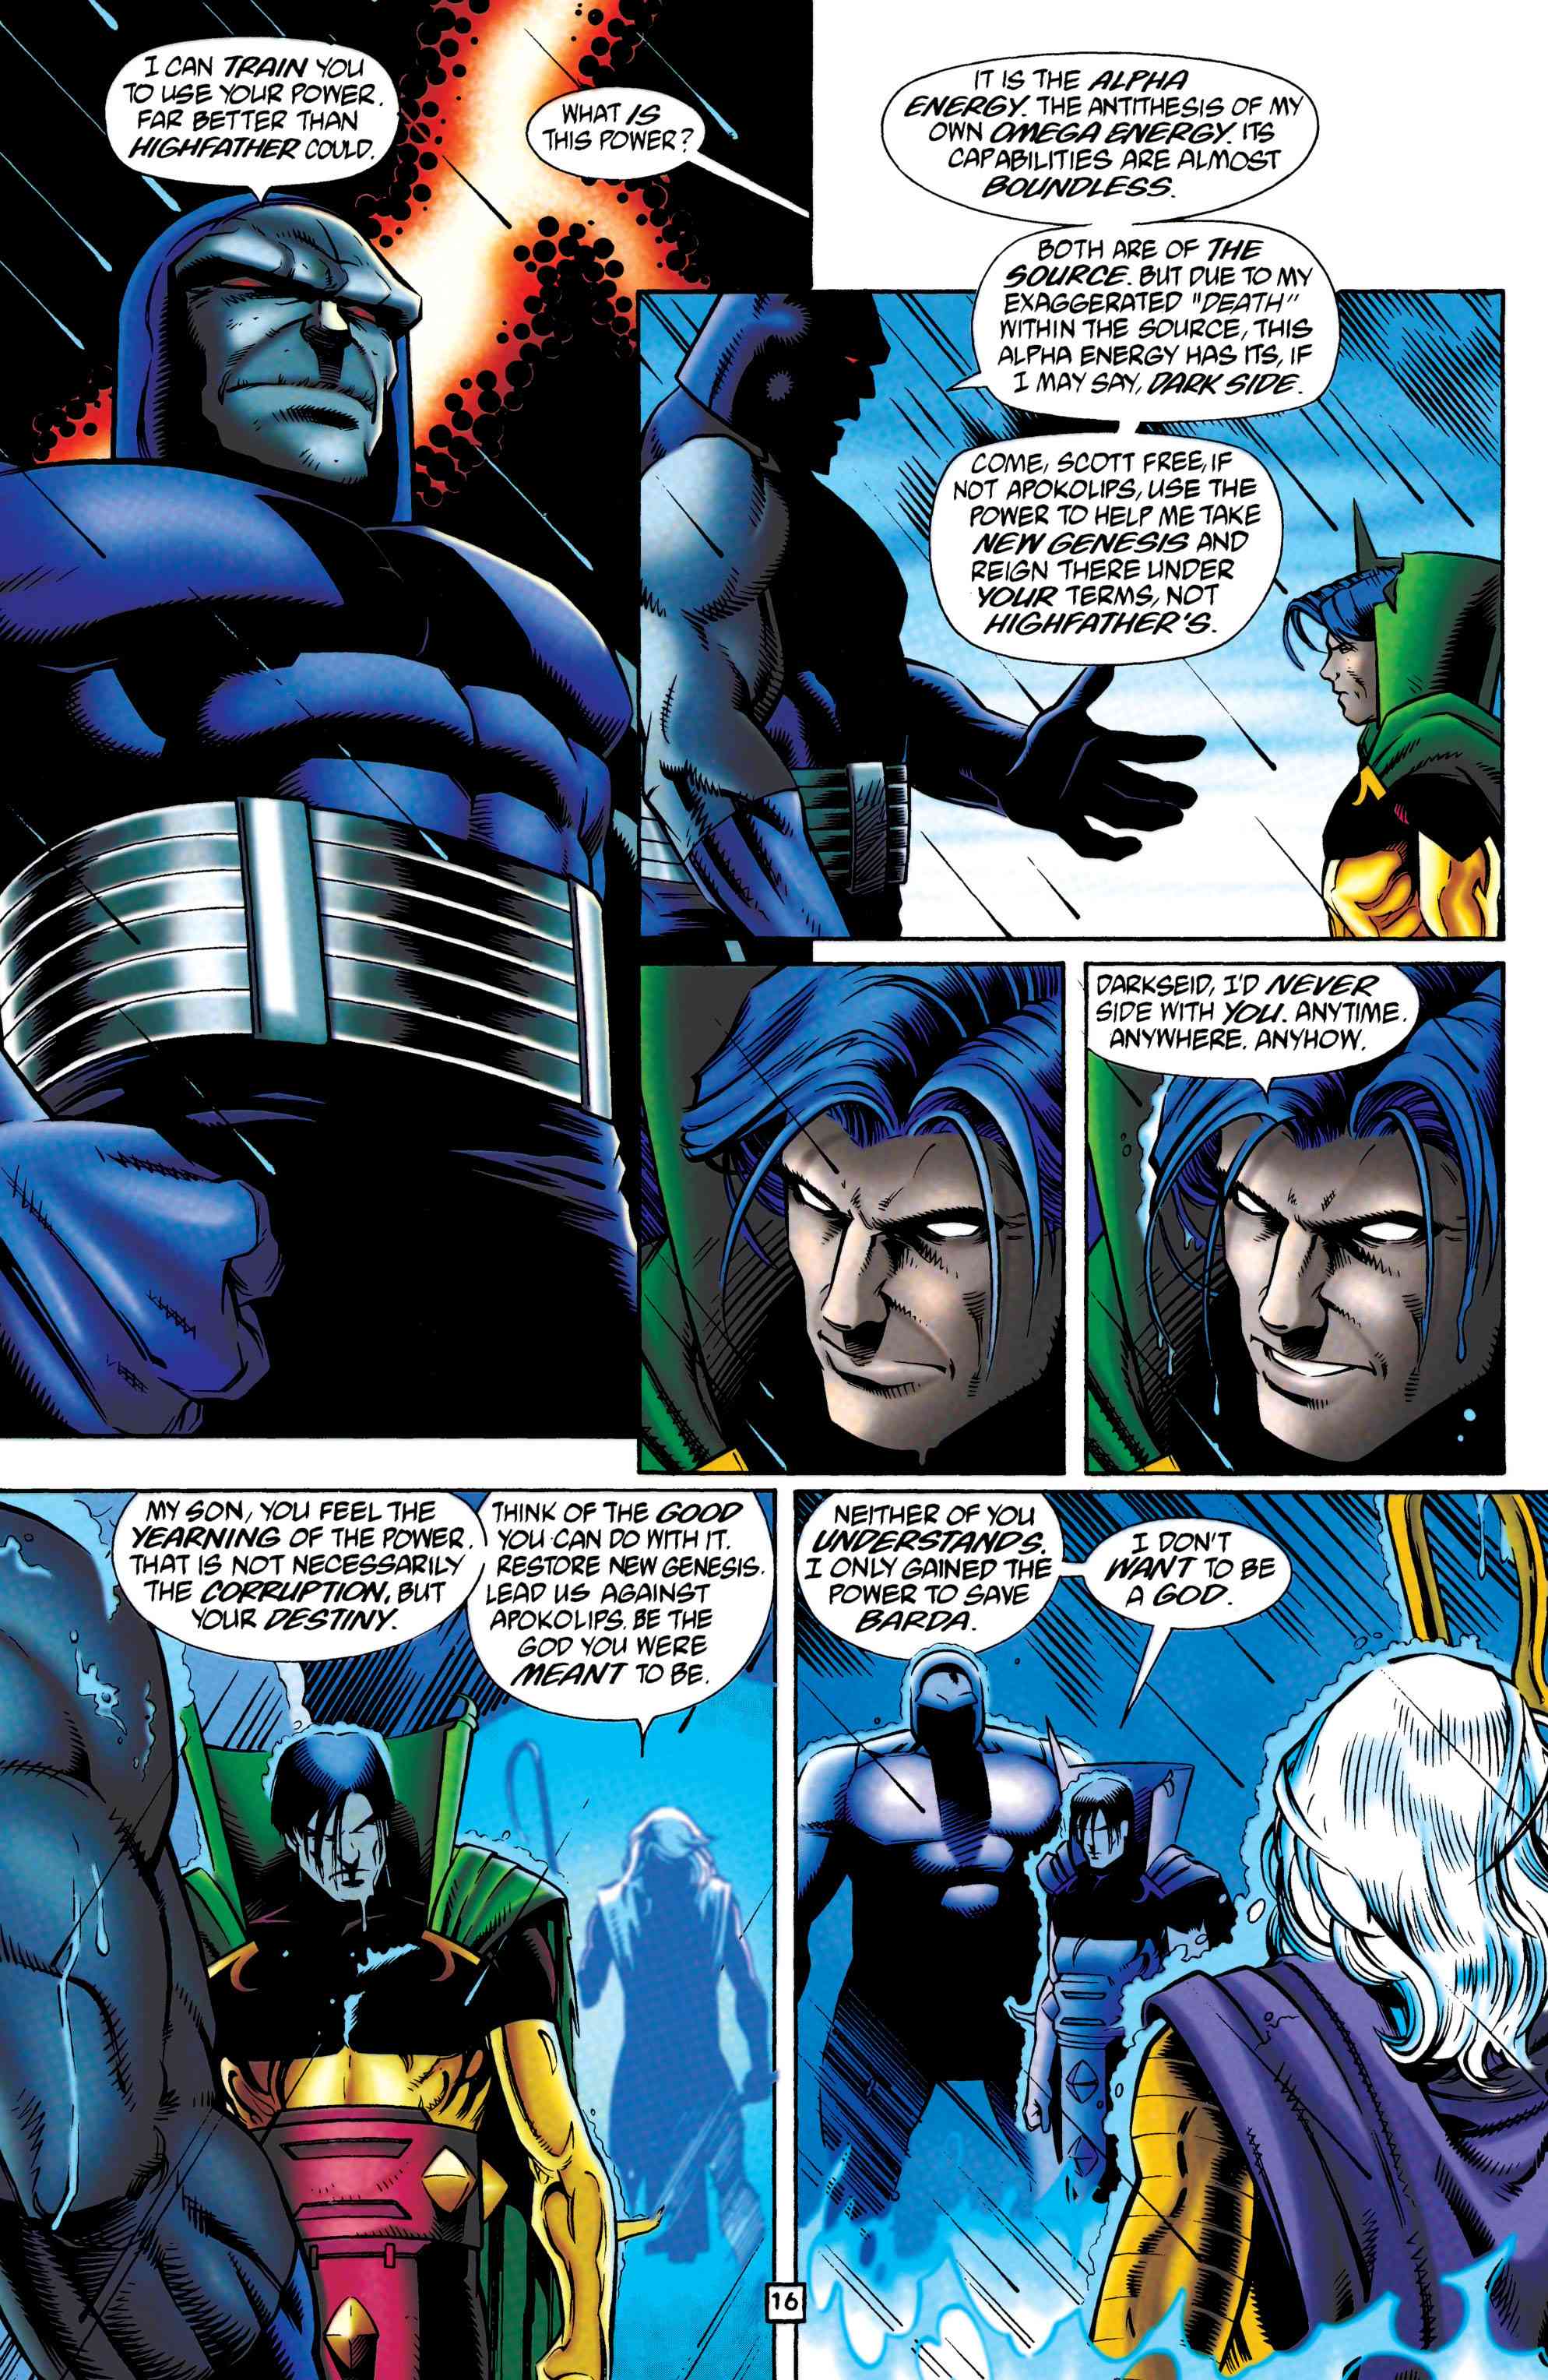 I CAN TRAIN YOU
TO USE YOUR POWER.
FAR BETTER THAN
HIGHFATHER COULD.
WHAT IS
THIS POWER?
IT IS THE ALPHA
ENERGY. THE ANTITHESIS OF MY
OWN OMEGA ENERGY. ITS
CAPABILITIES ARE ALMOST
BOUNDLESS.
BOTH ARE OF THE
SOURCE. BUT DUE TO MY
EXAGGERATED "DEATH"
WITHIN THE SOURCE, THIS
ALPHA ENERGY HAS ITS, IF
I MAY SAY, DARK SIDE.
COME, SCOTT FREE, IF
NOT APOKOLIPS, USE THE
POWER TO HELP ME TAKE
NEW GENESIS AND
REIGN THERE UNDER
YOUR TERMS, NOT
HIGHFATHER'S.
DARKSEID, I'D NEVER
SIDE WITH YOU. ANYTIME.
ANYWHERE. ANYHOW.
MY SON, YOU FEEL THE
YEARNING OF THE POWER.
THAT IS NOT NECESSARILY
THE CORRUPTION, BUT
YOUR DESTINY.
THINK OF THE GOOD
YOU CAN DO WITH IT.
RESTORE NEW GENESIS.
LEAD US AGAINST
APOKOLIPS. BE THE
GOD YOU WERE
MEANT TO BE.
NEITHER OF YOU
UNDERSTANDS.
I ONLY GAINED THE
POWER TO SAVE
BARDA.
I DON'T
WANT TO BE
A GOD.
16